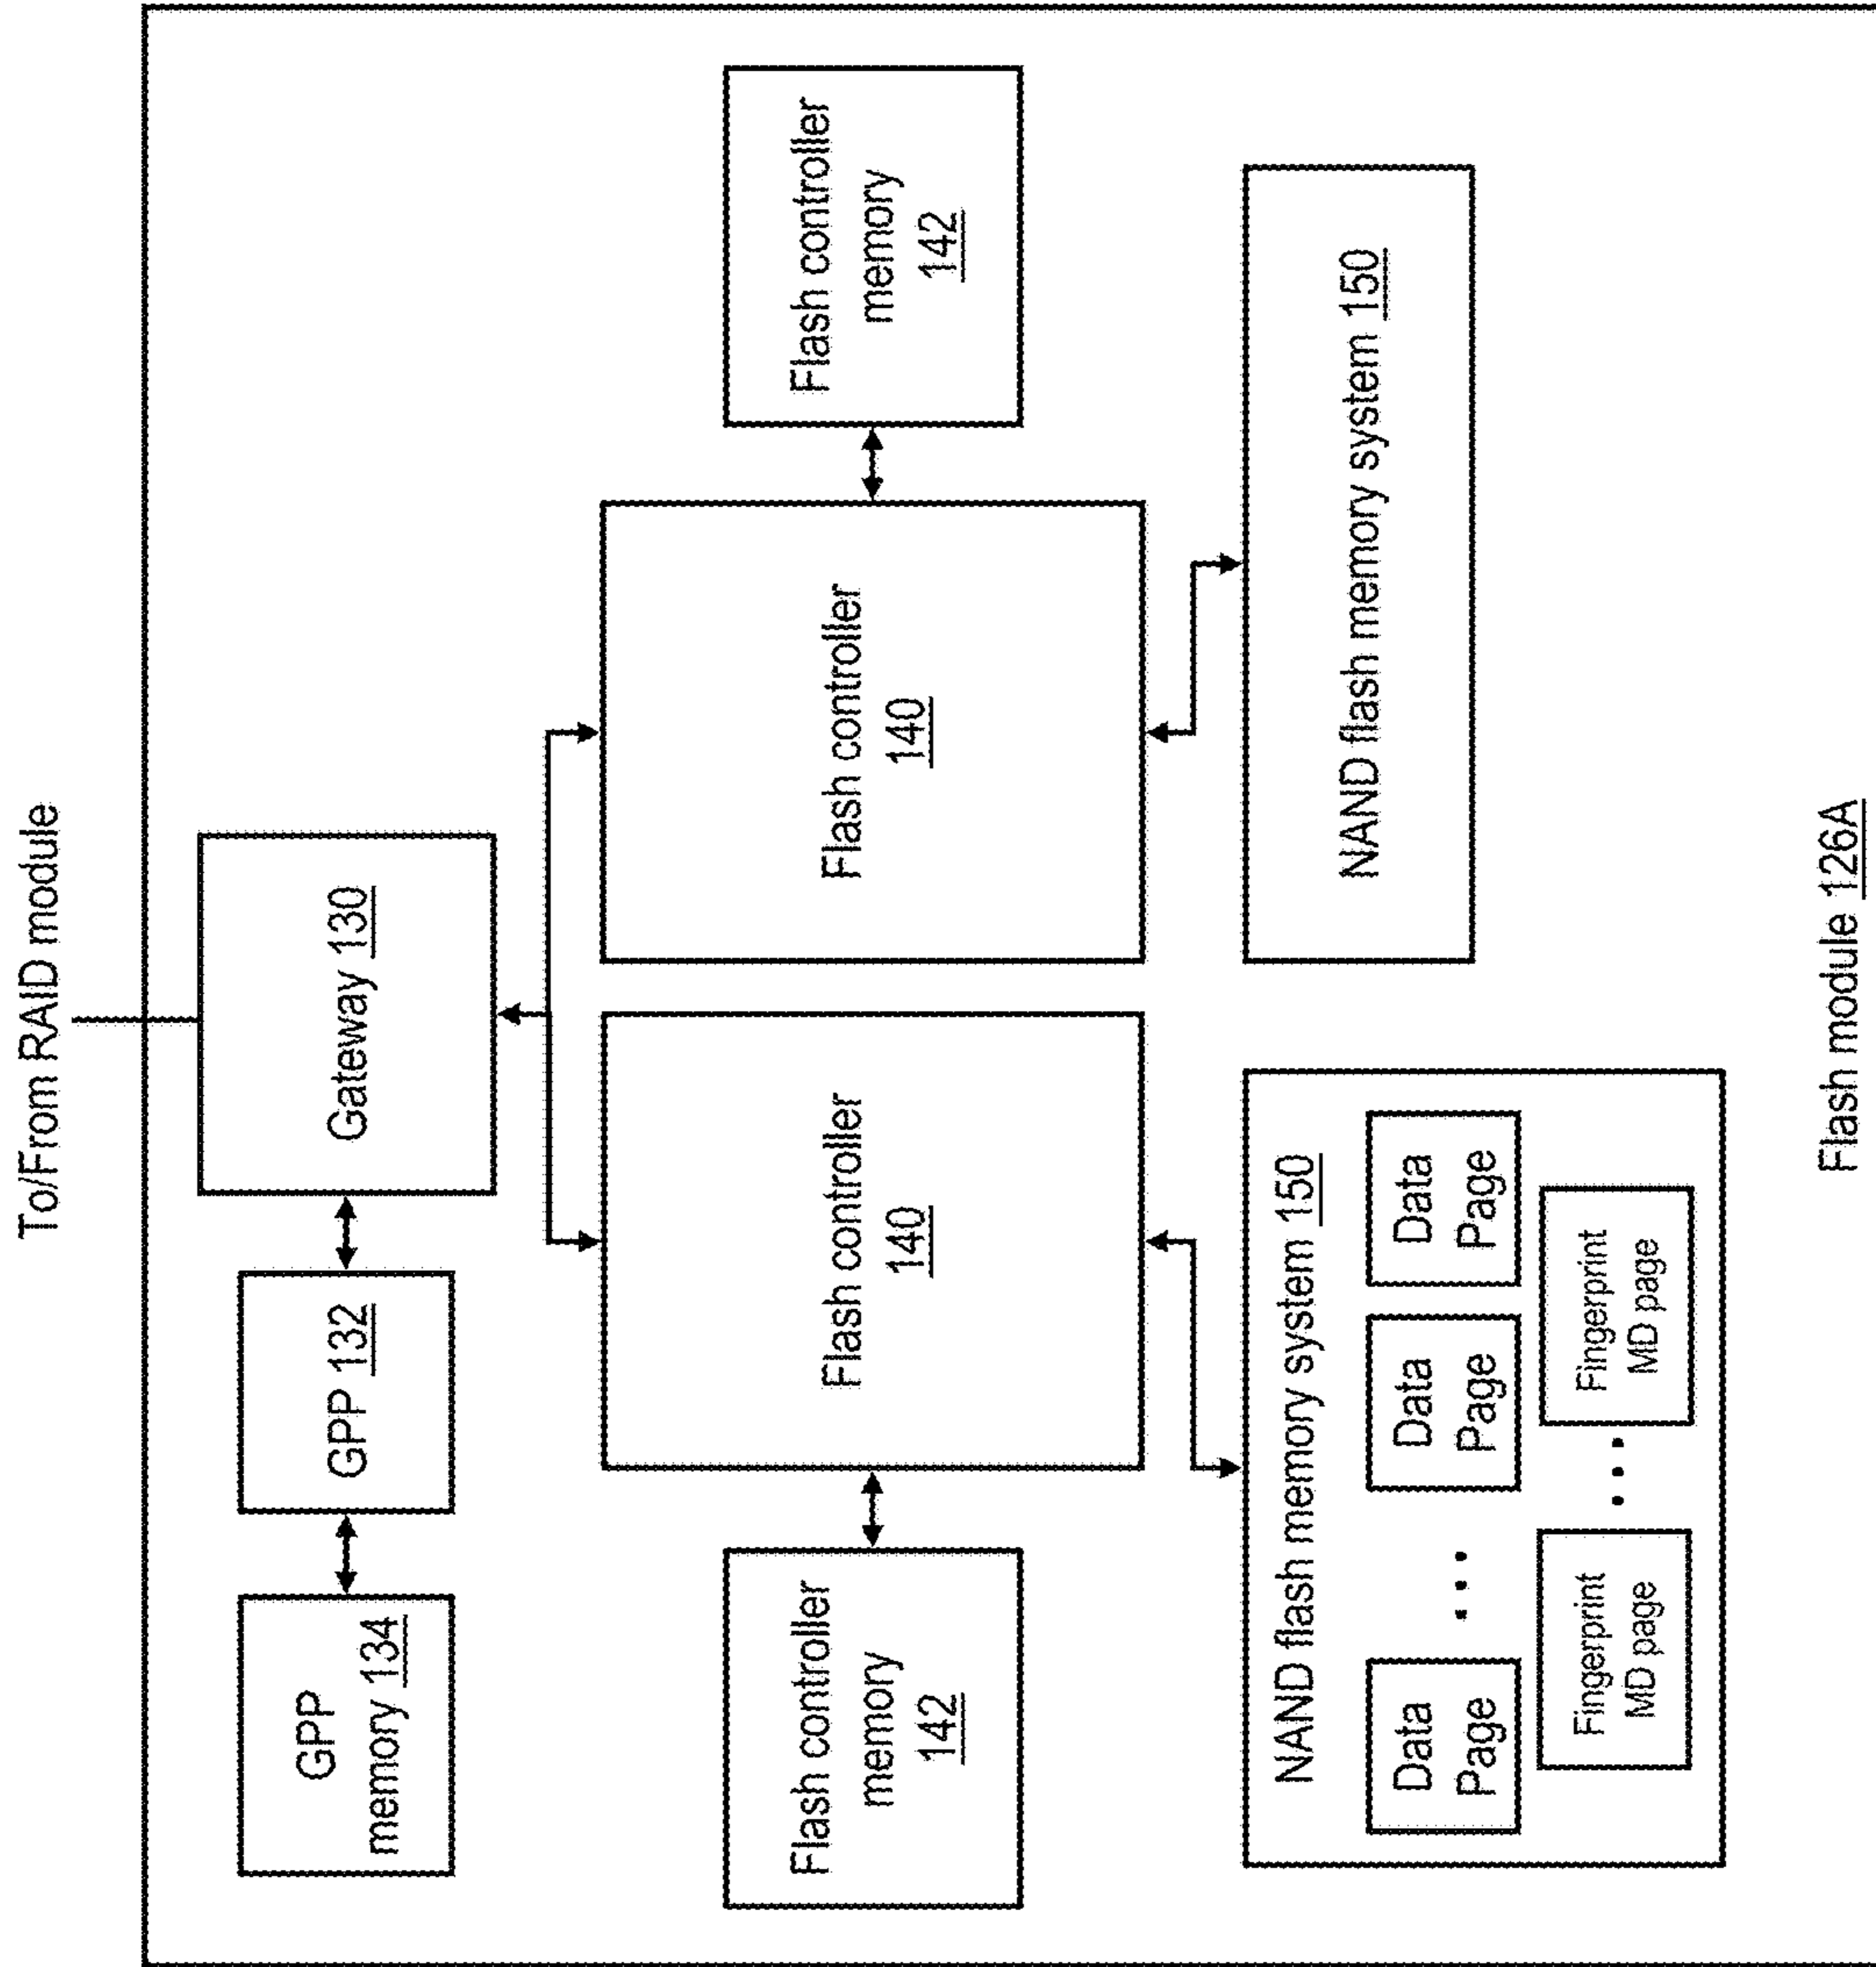 To/From RAID module
GPP
memory 134
GPP 132
Gateway 130
Flash controller
memory
142
Flash controller
140
Flash controller
140
Flash controller
memory
142
NAND flash memory system 150
Data
Page
...
Data
Page
Data
Page
Fingerprint
MD page
...
Fingerprint
MD page
NAND flash memory system 150
Flash module 126A